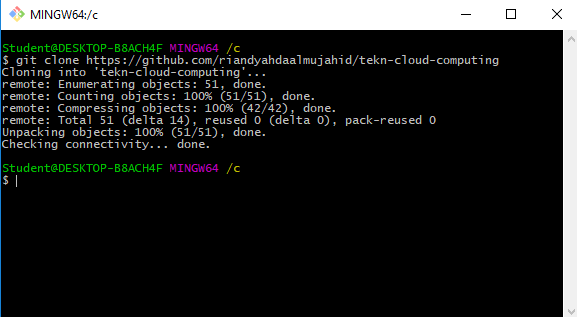 MINGW64:/c
Student@DESKTOP-B8ACH4F MINGW64 /c
$ git clone https://github.com/riandyahdaalmujahid/tekn-cloud-computing
Cloning into 'tekn-cloud-computing'...
remote: Enumerating objects: 51, done.
remote: Counting objects: 100% (51/51), done.
remote: Compressing objects: 100% (42/42), done.
remote: Total 51 (delta 14), reused 0 (delta 0), pack-reused 0
Unpacking objects: 100% (51/51), done.
Checking connectivity... done.
Student@DESKTOP-B8ACH4F MINGW64 /c
$